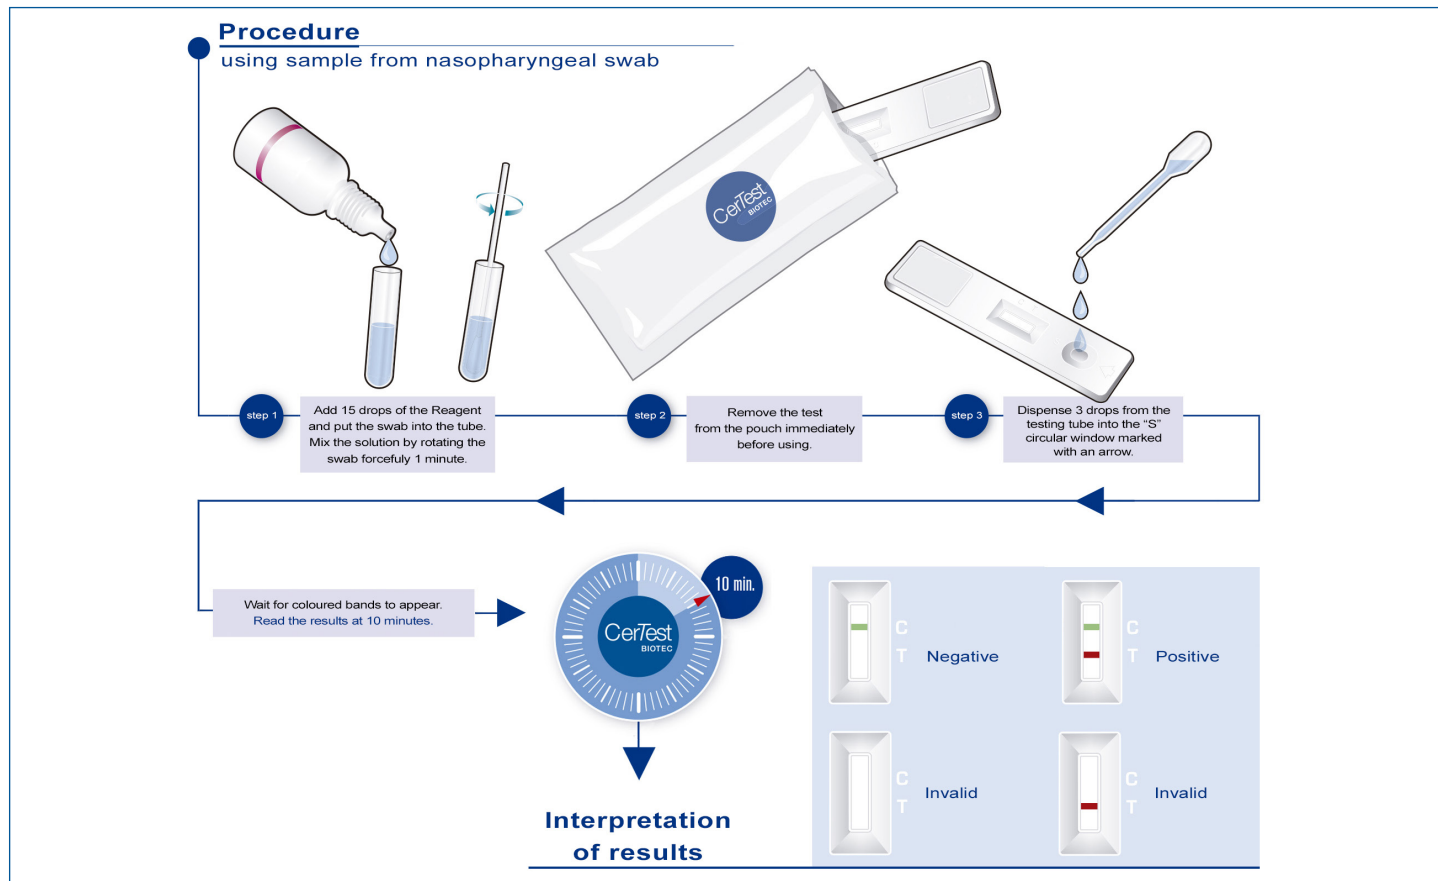 Procedure
using sample from nasopharyngeal swab
CerTest
BIOTEC
step 1
Add 15 drops of the Reagent
and put the swab into the tube.
Mix the solution by rotating the
swab forcefuly 1 minute.
step 2
Remove the test
from the pouch immediately
before using.
step 3
Dispense 3 drops from the
testing tube into the “S”
circular window marked
with an arrow.
Wait for coloured bands to appear.
Read the results at 10 minutes.
10 min.
CerTest
BIOTEC
C
T
Negative
C
T
Positive
C
T
Invalid
C
T
Invalid
Interpretation
of results